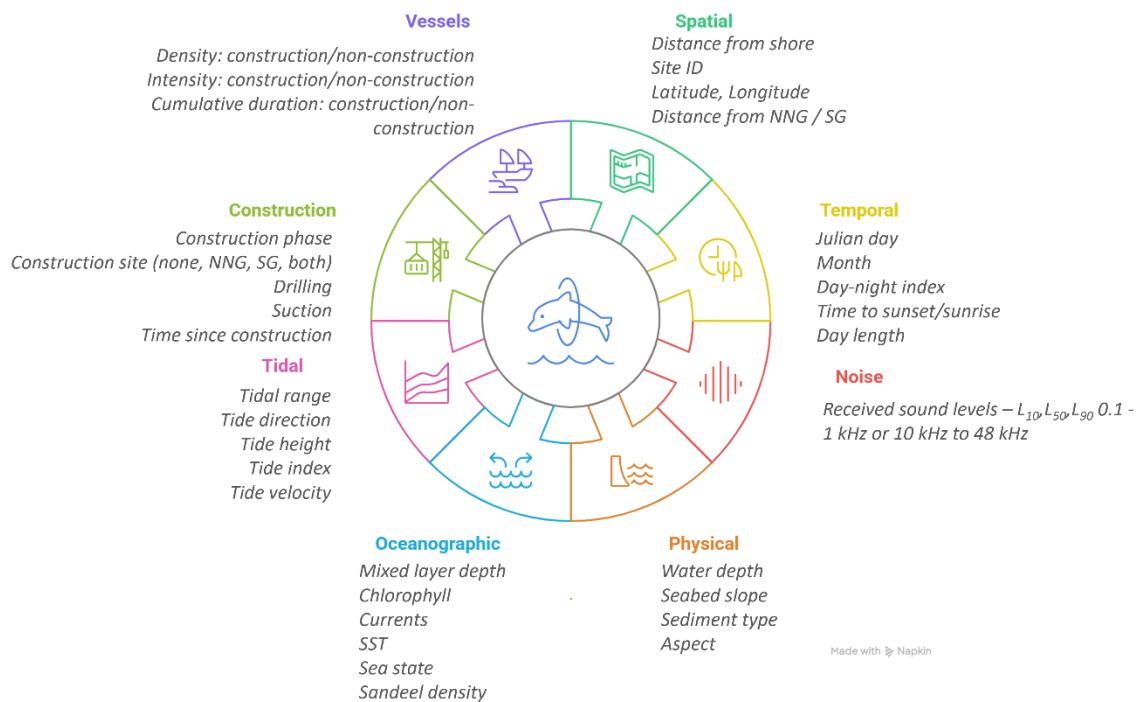 Vessels
Density: construction/non-construction
Intensity: construction/non-construction
Cumulative duration: construction/non-
construction
Spatial
Distance from shore
Site ID
Latitude, Longitude
Distance from NNG / SG
Construction
Construction phase
Construction site (none, NNG, SG, both)
Drilling
Suction
Time since construction
Temporal
Julian day
Month
Day-night index
Time to sunset/sunrise
Day length
Tidal
Tidal range
Tide direction
Tide height
Tide index
Tide velocity
Noise
Received sound levels – L10,L50,L90 0.1 -
1 kHz or 10 kHz to 48 kHz
Oceanographic
Mixed layer depth
Chlorophyll
Currents
SST
Sea state
Sandeel density
Physical
Water depth
Seabed slope
Sediment type
Aspect
Made with Napkin